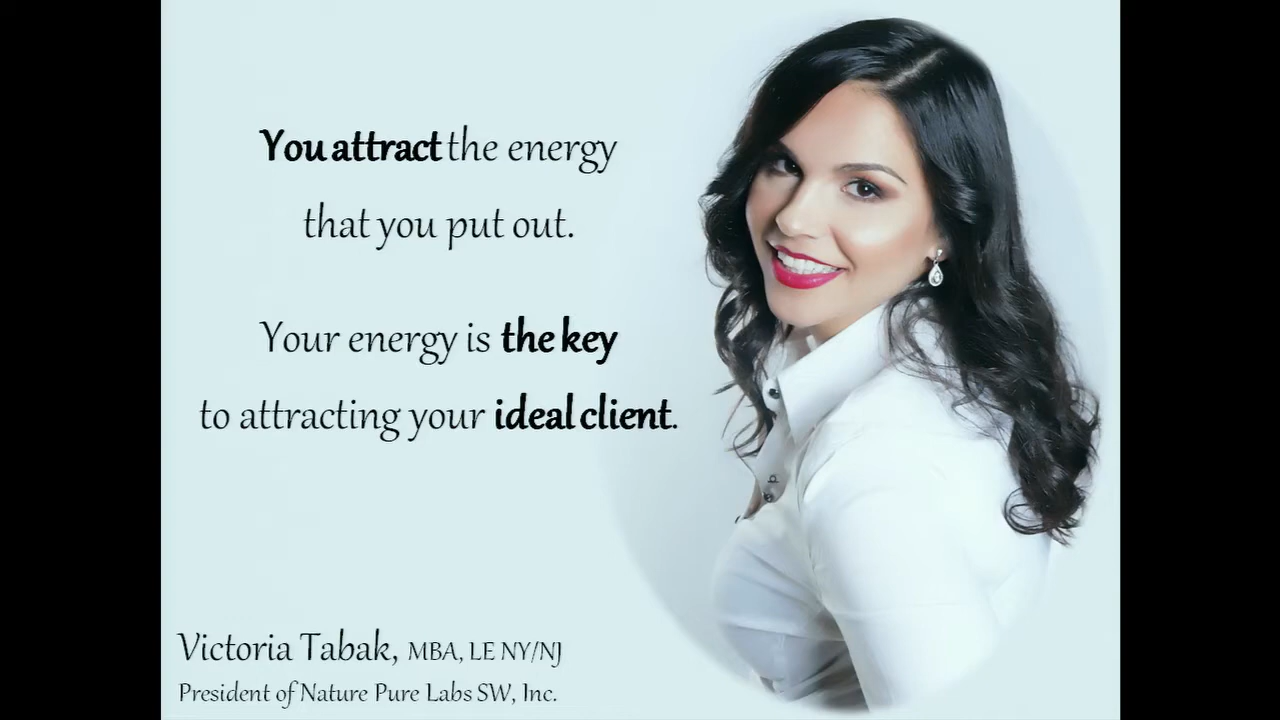 You attract the energy
that you put out.
Your energy is the key
to attracting your ideal client.
Victoria Tabak, MBA, LE NY/NJ
President of Nature Pure Labs SW, Inc.